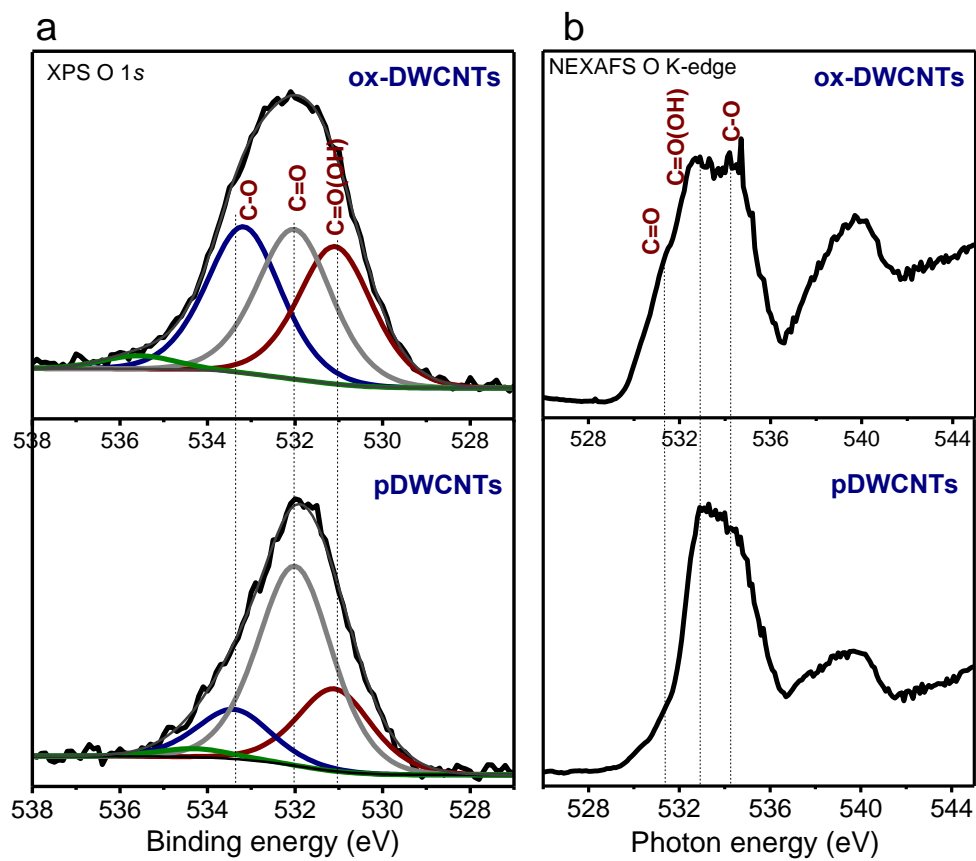 a
XPS O 1s
ox-DWCNTs
C-O
C=O
C=O(OH)
538 536 534 532 530 528
pDWCNTs
538 536 534 532 530 528
Binding energy (eV)
b
NEXAFS O K-edge
ox-DWCNTs
C=O
C=O(OH)
C-O
528 532 536 540 544
pDWCNTs
528 532 536 540 544
Photon energy (eV)